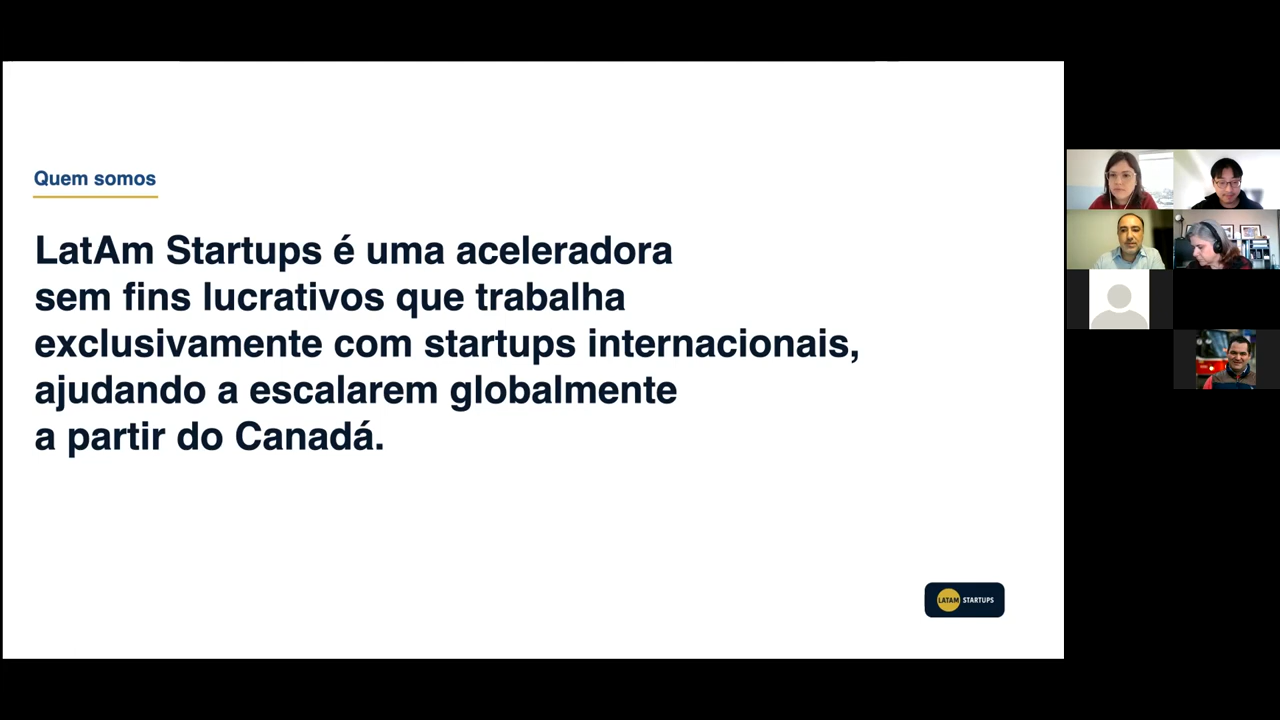 Quem somos
LatAm Startups é uma aceleradora
sem fins lucrativos que trabalha
exclusivamente com startups internacionais,
ajudando a escalarem globalmente
a partir do Canadá.
LATAM STARTUPS